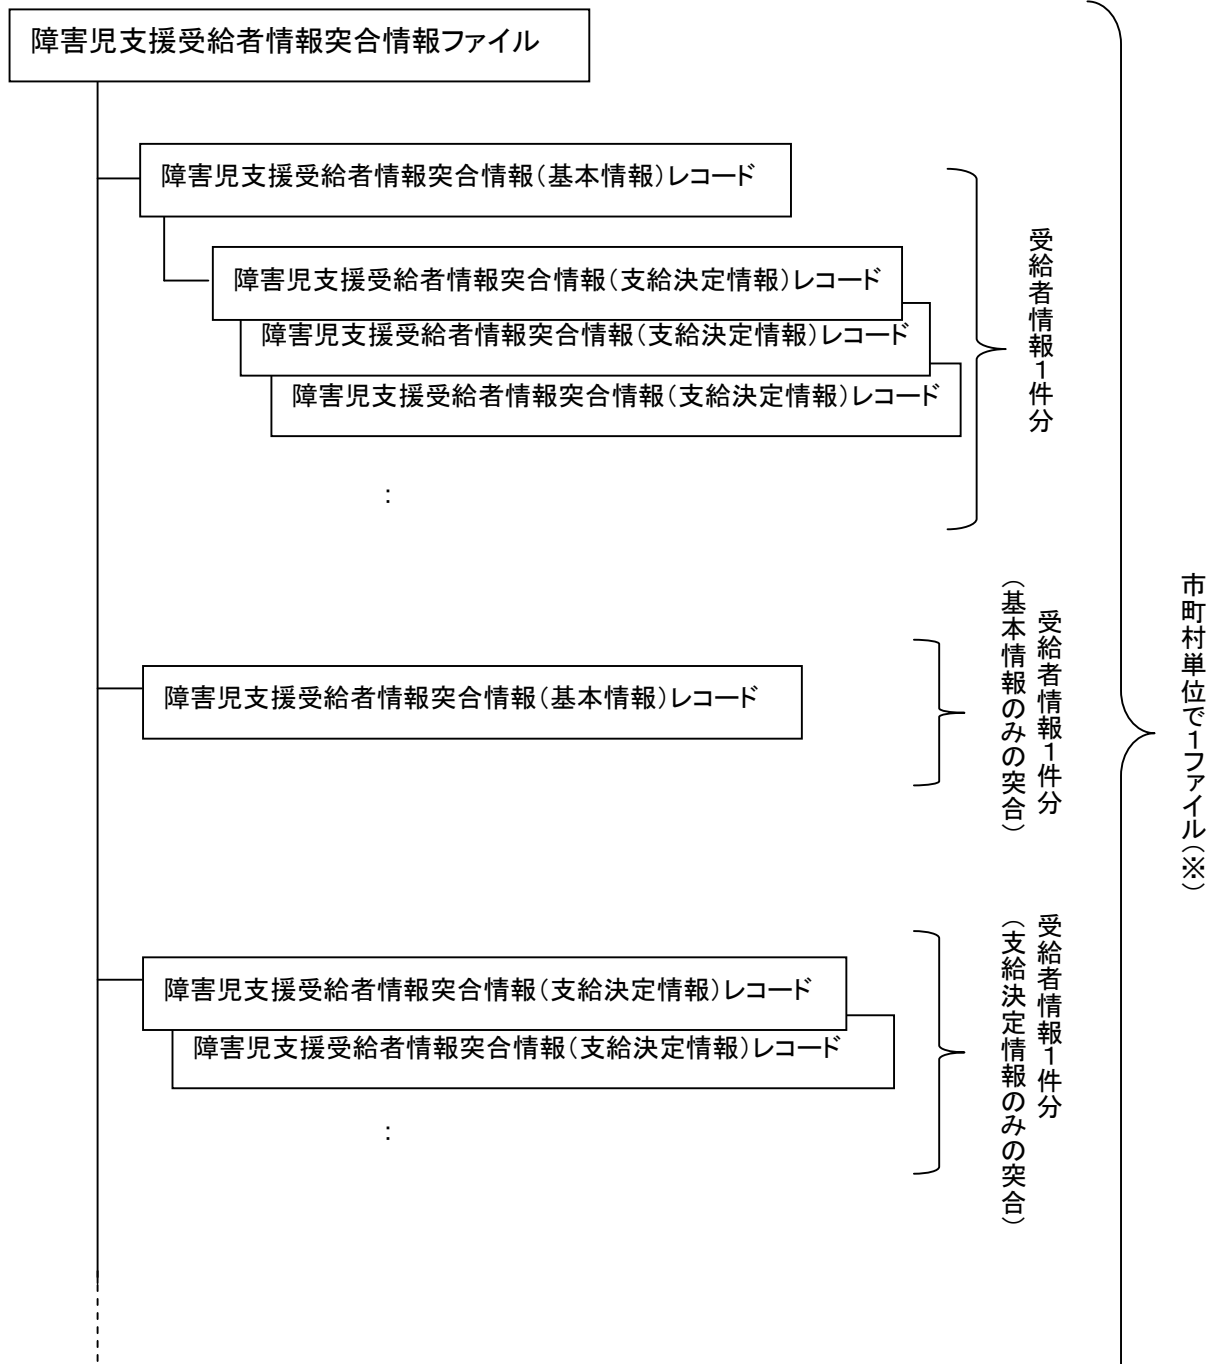 障害児支援受給者情報突合情報ファイル
障害児支援受給者情報突合情報(基本情報)レコード
障害児支援受給者情報突合情報(支給決定情報)レコード
障害児支援受給者情報突合情報(支給決定情報)レコード
障害児支援受給者情報突合情報(支給決定情報)レコード
:
受給者情報1件分
障害児支援受給者情報突合情報(基本情報)レコード
受給者情報1件分
(基本情報のみの突合)
障害児支援受給者情報突合情報(支給決定情報)レコード
障害児支援受給者情報突合情報(支給決定情報)レコード
:
受給者情報1件分
(支給決定情報のみの突合)
市町村単位で1ファイル(※)